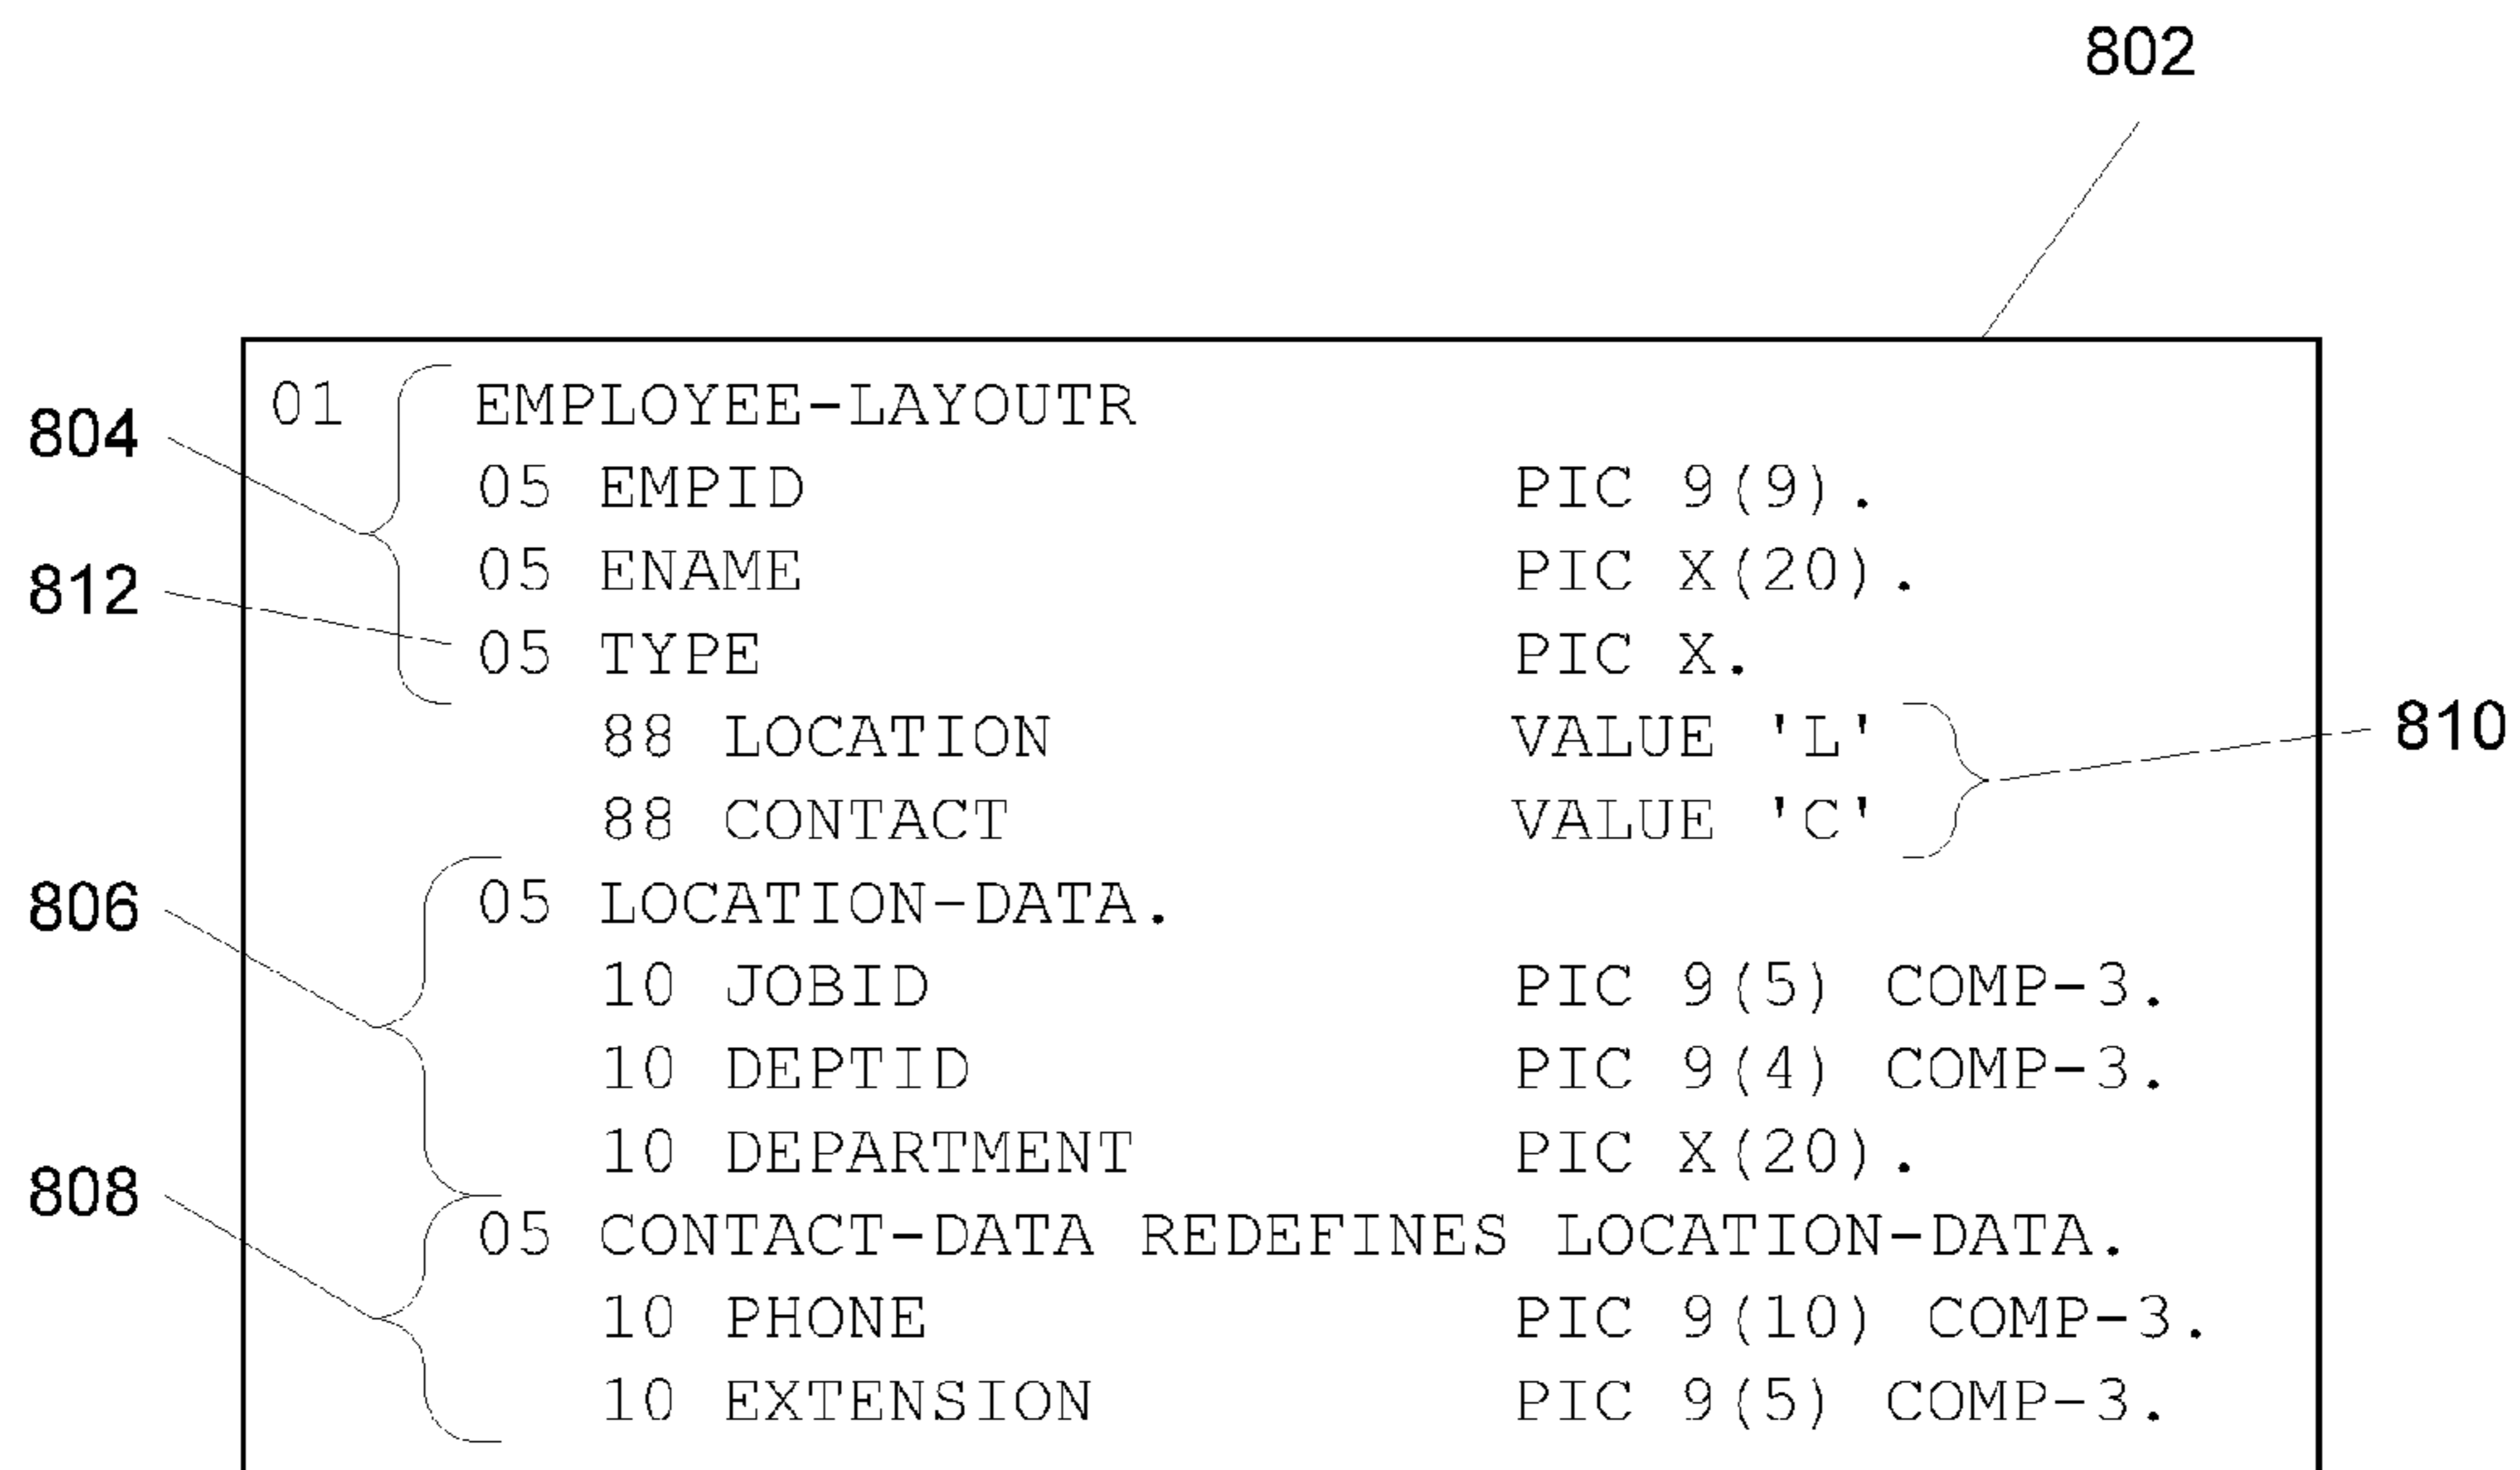 802
01 EMPLOYEE-LAYOUTR
804
05 EMPID PIC 9(9).
05 ENAME PIC X(20).
812
05 TYPE PIC X.
88 LOCATION VALUE 'L'
810
88 CONTACT VALUE 'C'
806
05 LOCATION-DATA.
10 JOBID PIC 9(5) COMP-3.
10 DEPTID PIC 9(4) COMP-3.
10 DEPARTMENT PIC X(20).
808
05 CONTACT-DATA REDEFINES LOCATION-DATA.
10 PHONE PIC 9(10) COMP-3.
10 EXTENSION PIC 9(5) COMP-3.